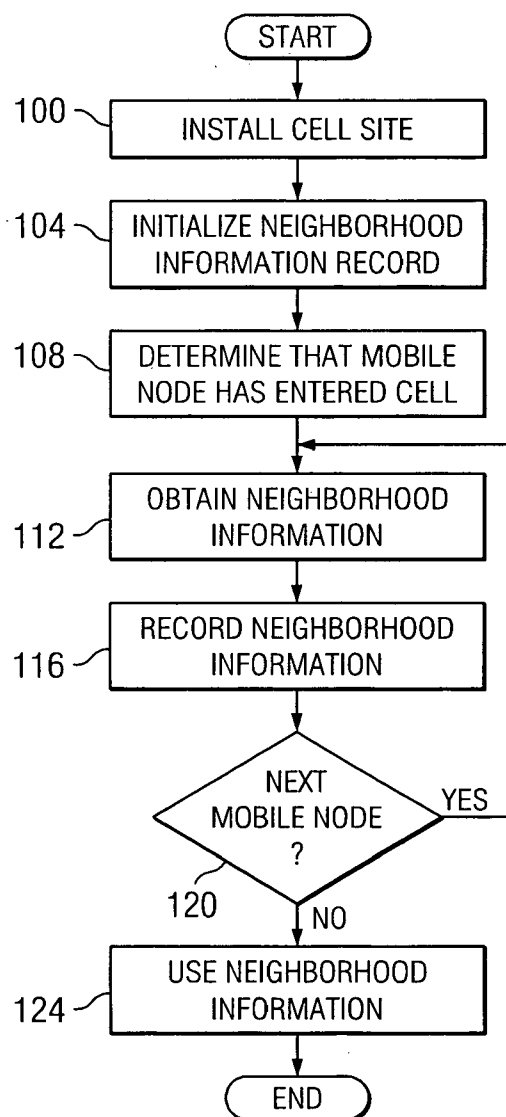 START
100
INSTALL CELL SITE
104
INITIALIZE NEIGHBORHOOD
INFORMATION RECORD
108
DETERMINE THAT MOBILE
NODE HAS ENTERED CELL
112
OBTAIN NEIGHBORHOOD
INFORMATION
116
RECORD NEIGHBORHOOD
INFORMATION
NEXT
MOBILE NODE
?
YES
120
NO
124
USE NEIGHBORHOOD
INFORMATION
END